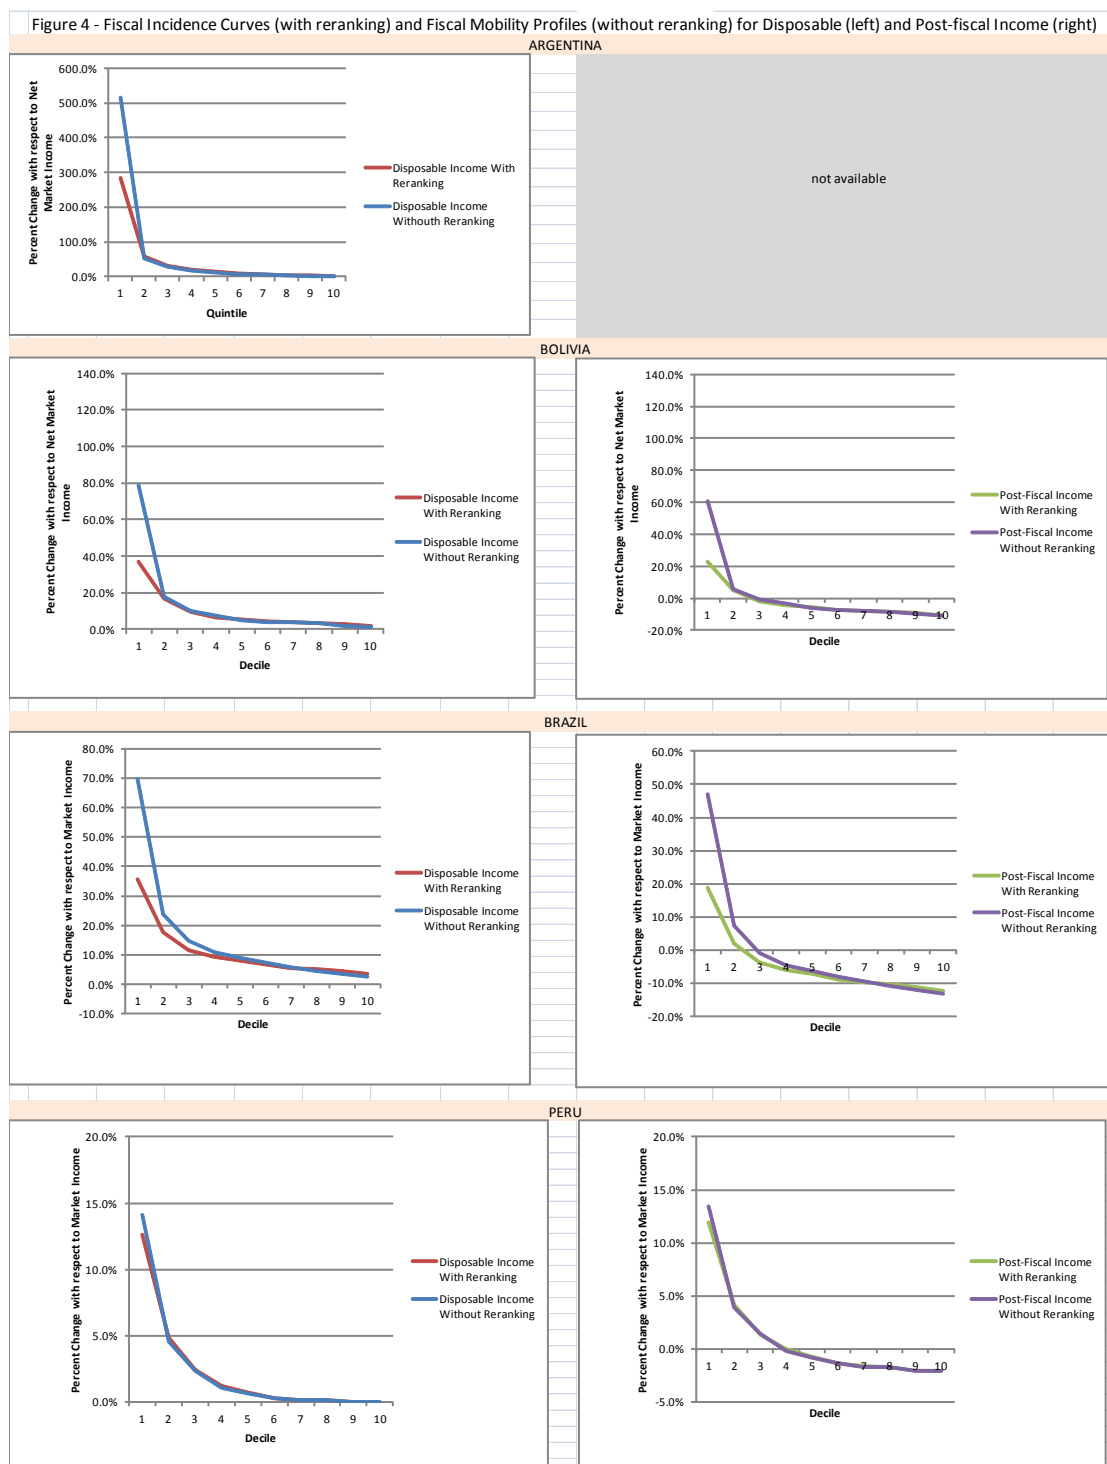 Figure 4 - Fiscal Incidence Curves (with reranking) and Fiscal Mobility Profiles (without reranking) for Disposable (left) and Post-fiscal Income (right)
ARGENTINA
Percent Change with respect to Net
Market Income
600.0%
500.0%
400.0%
300.0%
200.0%
100.0%
0.0%
1 2 3 4 5 6 7 8 9 10
Quintile
Disposable Income With
Reranking
Disposable Income
Withouth Reranking
not available
BOLIVIA
Percent Change with respect to Net Market
Income
140.0%
120.0%
100.0%
80.0%
60.0%
40.0%
20.0%
0.0%
1 2 3 4 5 6 7 8 9 10
Decile
Disposable Income
With Reranking
Disposable Income
Without Reranking
Percent Change with respect to Net Market
Income
140.0%
120.0%
100.0%
80.0%
60.0%
40.0%
20.0%
0.0%
-20.0%
1 2 3 4 5 6 7 8 9 10
Decile
Post-Fiscal Income
With Reranking
Post-Fiscal Income
Without Reranking
BRAZIL
Percent Change with respect to Market Income
80.0%
70.0%
60.0%
50.0%
40.0%
30.0%
20.0%
10.0%
0.0%
-10.0%
1 2 3 4 5 6 7 8 9 10
Decile
Disposable Income
With Reranking
Disposable Income
Without Reranking
Percent Change with respect to Market Income
60.0%
50.0%
40.0%
30.0%
20.0%
10.0%
0.0%
-10.0%
-20.0%
1 2 3 4 5 6 7 8 9 10
Decile
Post-Fiscal Income
With Reranking
Post-Fiscal Income
Without Reranking
PERU
Percent Change with respect to Market Income
20.0%
15.0%
10.0%
5.0%
0.0%
1 2 3 4 5 6 7 8 9 10
Decile
Disposable Income
With Reranking
Disposable Income
Without Reranking
Percent Change with respect to Market Income
20.0%
15.0%
10.0%
5.0%
0.0%
-5.0%
1 2 3 4 5 6 7 8 9 10
Decile
Post-Fiscal Income
With Reranking
Post-Fiscal Income
Without Reranking